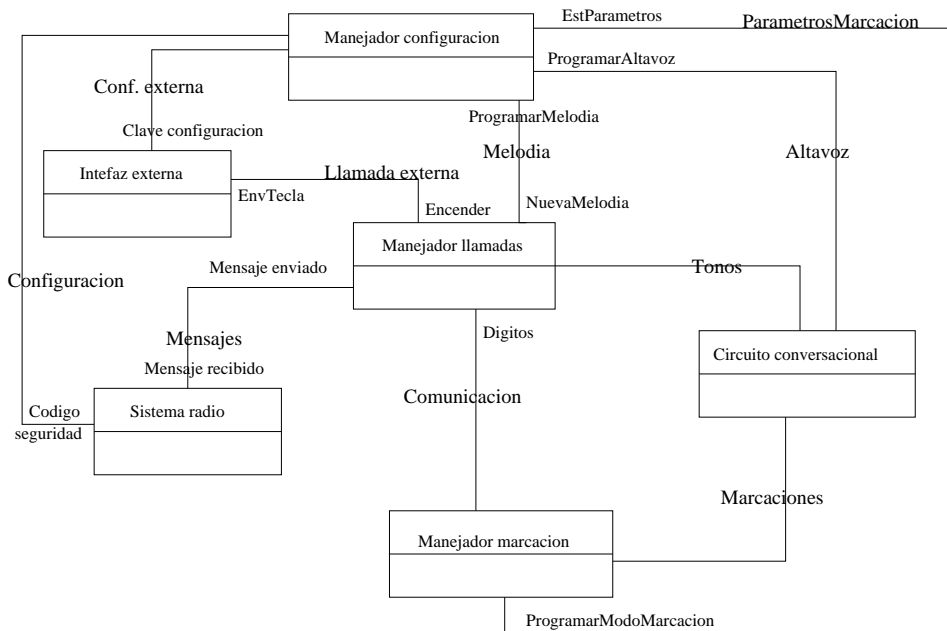 EstParametros
ParametrosMarcacion
Manejador configuracion
ProgramarAltavoz
Conf. externa
ProgramarMelodia
Clave configuracion
Melodia
Altavoz
Intefaz externa
Llamada externa
EnvTecla
Encender
NuevaMelodia
Manejador llamadas
Mensaje enviado
Tonos
Configuracion
Digitos
Mensajes
Circuito conversacional
Mensaje recibido
Comunicacion
Codigo
seguridad
Sistema radio
Marcaciones
Manejador marcacion
ProgramarModoMarcacion